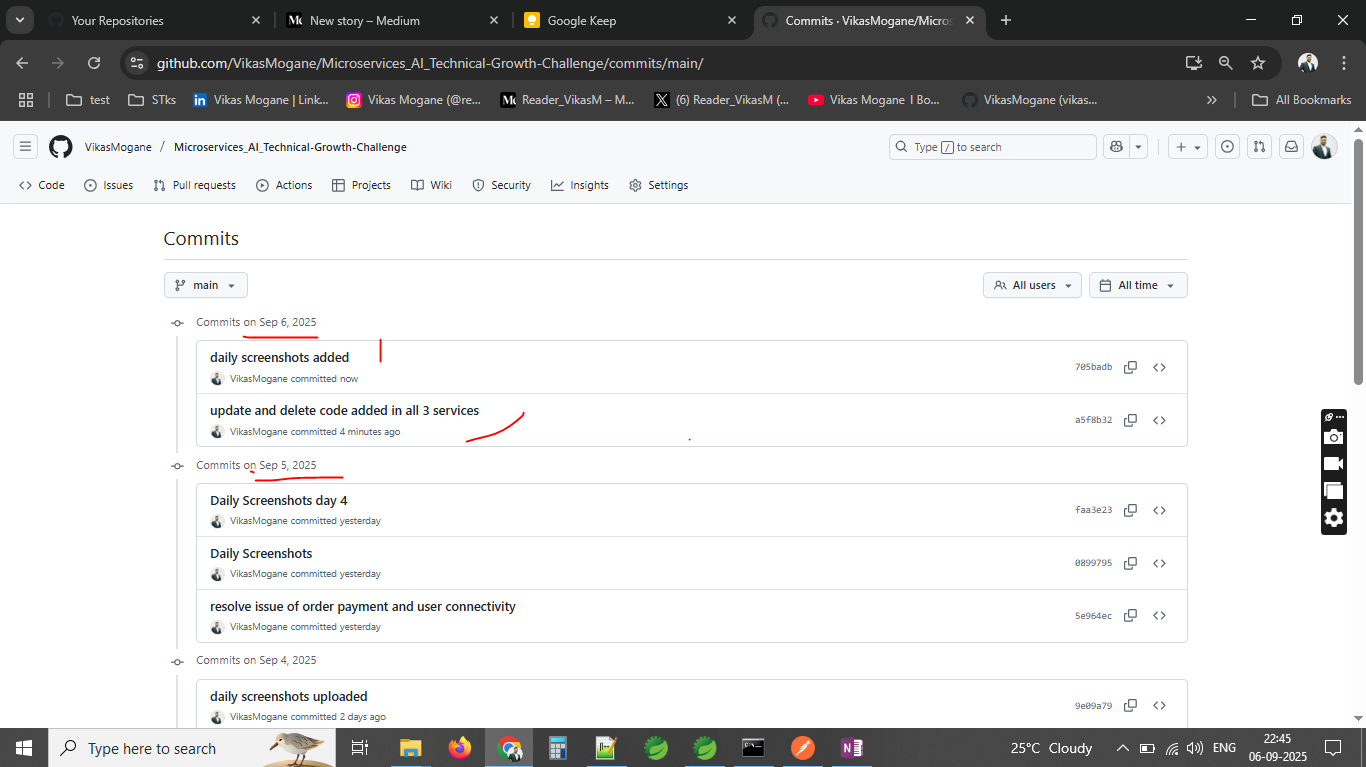 Your Repositories
New story – Medium
Google Keep
Commits · VikasMogane/Micros
github.com/VikasMogane/Microservices_AI_Technical-Growth-Challenge/commits/main/
test
STks
Vikas Mogane | Link...
Vikas Mogane (@re...
Reader_VikasM – M...
(6) Reader_VikasM (...
Vikas Mogane I Bo...
VikasMogane (vikas...
All Bookmarks
VikasMogane / Microservices_AI_Technical-Growth-Challenge
Type / to search
Code
Issues
Pull requests
Actions
Projects
Wiki
Security
Insights
Settings
Commits
main
All users
All time
Commits on Sep 6, 2025
daily screenshots added
VikasMogane committed now
705badb
update and delete code added in all 3 services
VikasMogane committed 4 minutes ago
a5f8b32
Commits on Sep 5, 2025
Daily Screenshots day 4
VikasMogane committed yesterday
faa3e23
Daily Screenshots
VikasMogane committed yesterday
0899795
resolve issue of order payment and user connectivity
VikasMogane committed yesterday
5e964ec
Commits on Sep 4, 2025
daily screenshots uploaded
VikasMogane committed 2 days ago
9e09a79
Type here to search
25°C Cloudy
ENG
22:45
06-09-2025